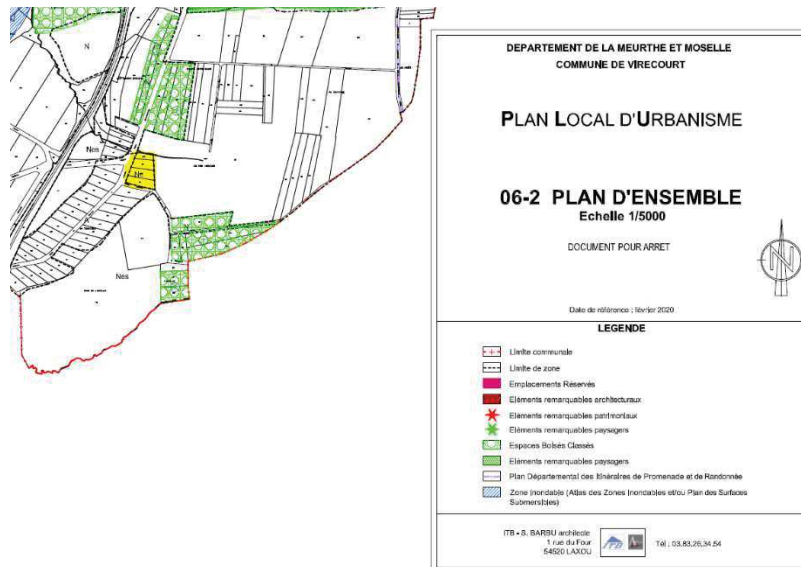 N
Nes
Nf
Nes
DEPARTEMENT DE LA MEURTHE ET MOSELLE
COMMUNE DE VIRECOURT
PLAN LOCAL D'URBANISME
06-2 PLAN D'ENSEMBLE
Echelle 1/5000
DOCUMENT POUR ARRET
N
Date de référence : février 2020
LEGENDE
Limite communale
Limite de zone
Emplacements Réservés
Eléments remarquables architecturaux
Eléments remarquables patrimoniaux
Eléments remarquables paysagers
Espaces Boisés Classés
Eléments remarquables paysagers
Plan Départemental des Itinéraires de Promenade et de Randonnée
Zone Inondable (Atlas des Zones Inondables et/ou Plan des Surfaces
Submersibles)
ITB - S. BARBU architecte
1 rue du Four
54520 LAXOU
ITB
Tél : 03.83.26.34.54